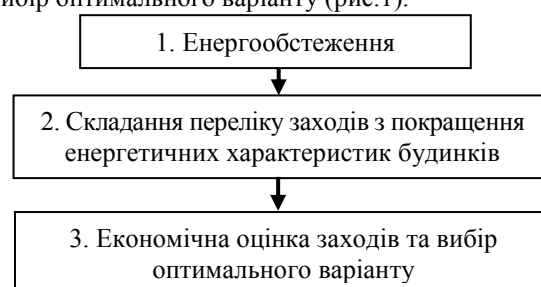 оптимального варіанту (рис.1).
1. Енергообстеження
2. Складання переліку заходів з покращення
енергетичних характеристик будинків
3. Економічна оцінка заходів та вибір
оптимального варіанту